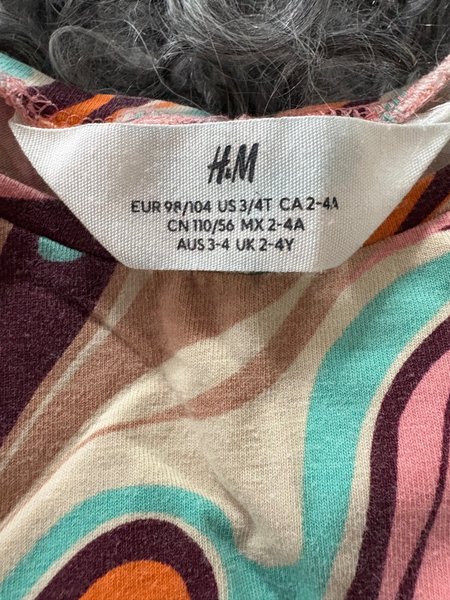 H&M
EUR 98/104 US 3/4T CA 2-4A
CN 110/56 MX 2-4A
AUS 3-4 UK 2-4Y